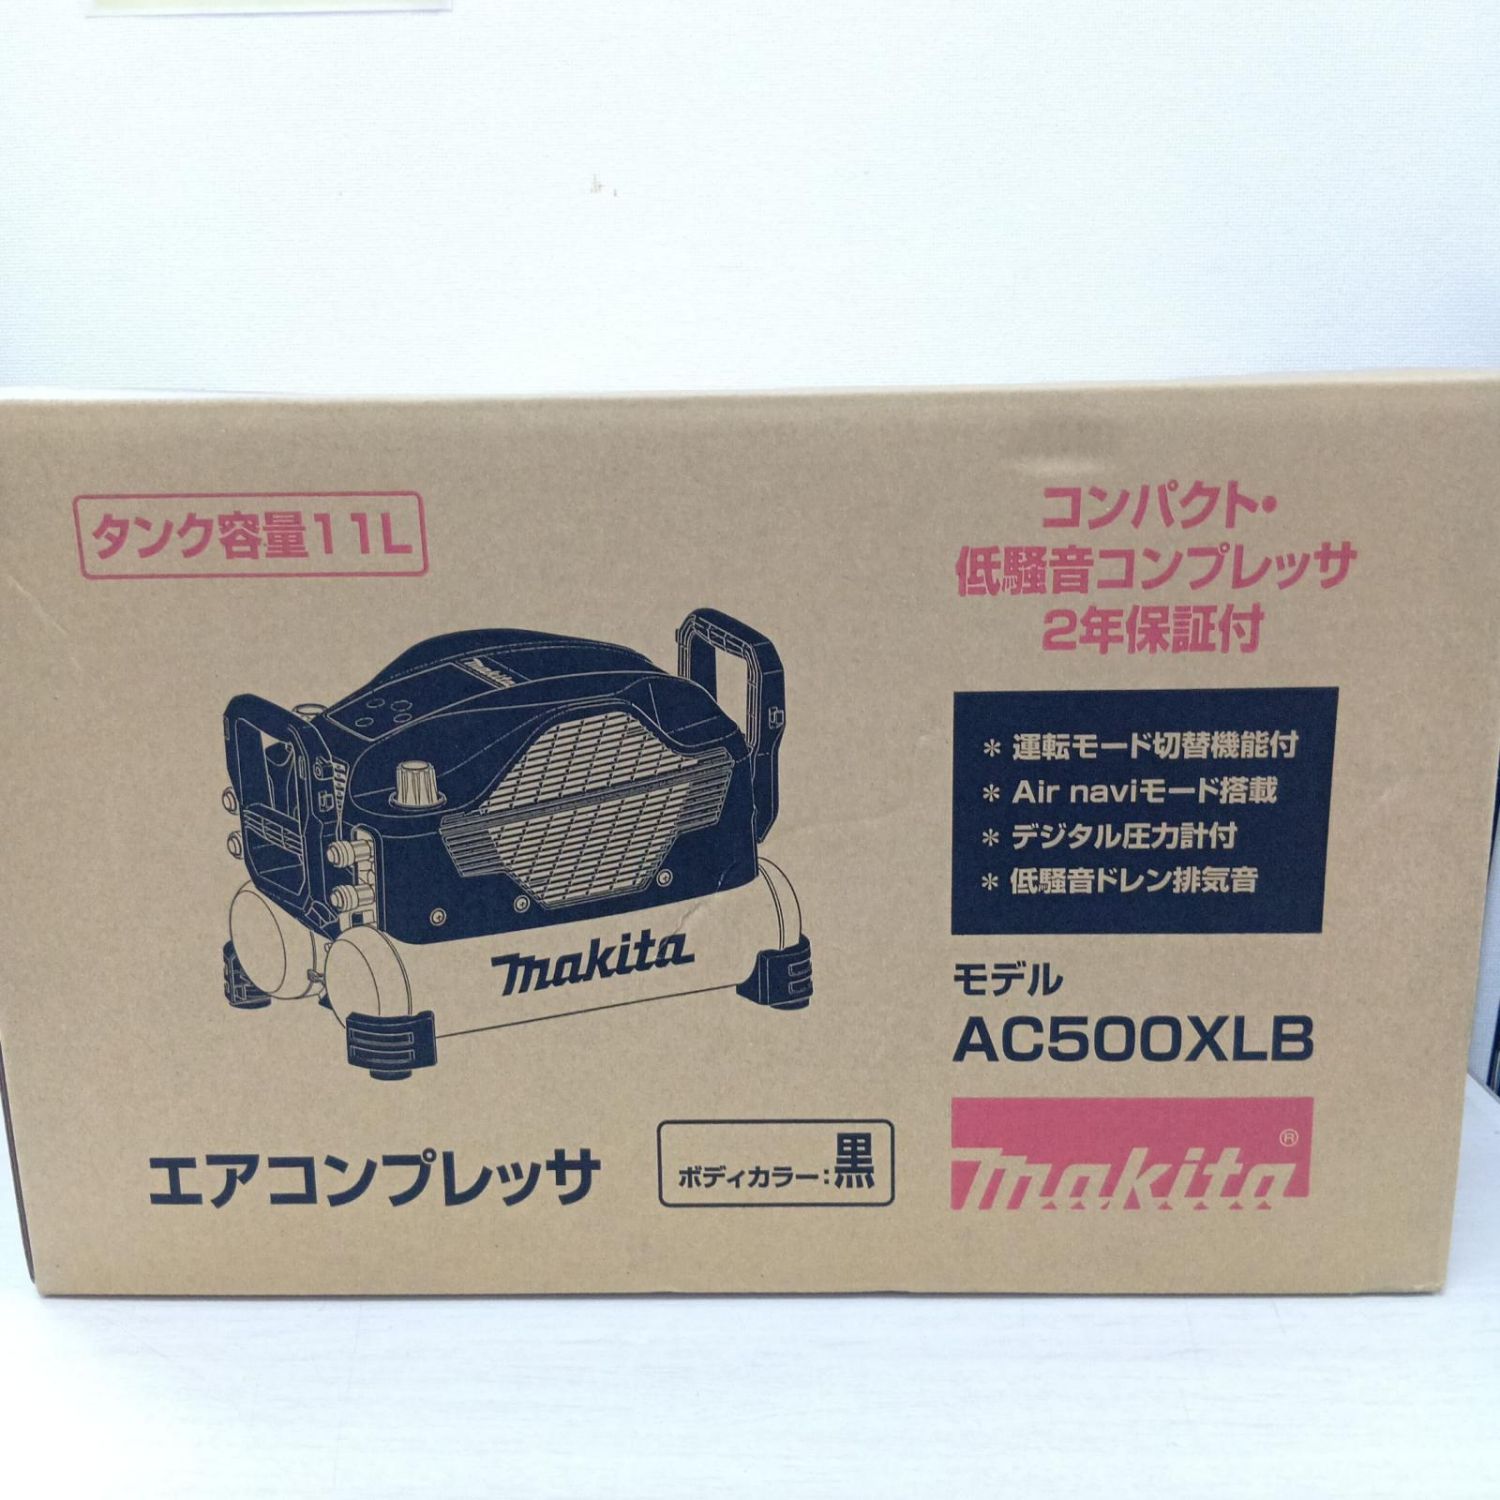 タンク容量11L
コンパクト・
低騒音コンプレッサ
2年保証付
makita
* 運転モード切替機能付
* Air naviモード搭載
* デジタル圧力計付
* 低騒音ドレン排気音
makita
モデル
AC500XLB
エアコンプレッサ
ボディカラー:黒
makita®